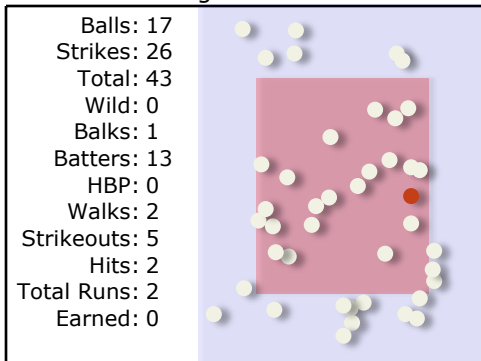 Balls: 17
Strikes: 26
Total: 43
Wild: 0
Balks: 1
Batters: 13
HBP: 0
Walks: 2
Strikeouts: 5
Hits: 2
Total Runs: 2
Earned: 0